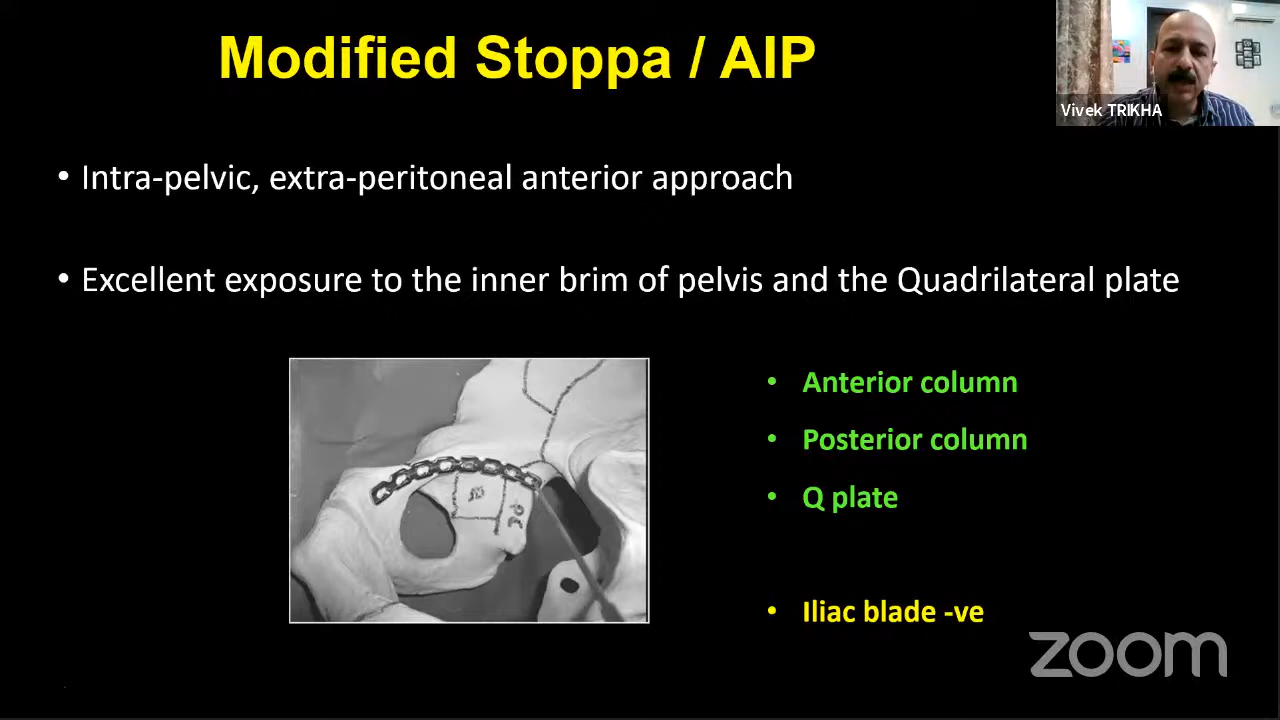 Modified Stoppa / AIP
Vivek TRIKHA
• Intra-pelvic, extra-peritoneal anterior approach
• Excellent exposure to the inner brim of pelvis and the Quadrilateral plate
• Anterior column
• Posterior column
• Q plate
• Iliac blade -ve
zoom